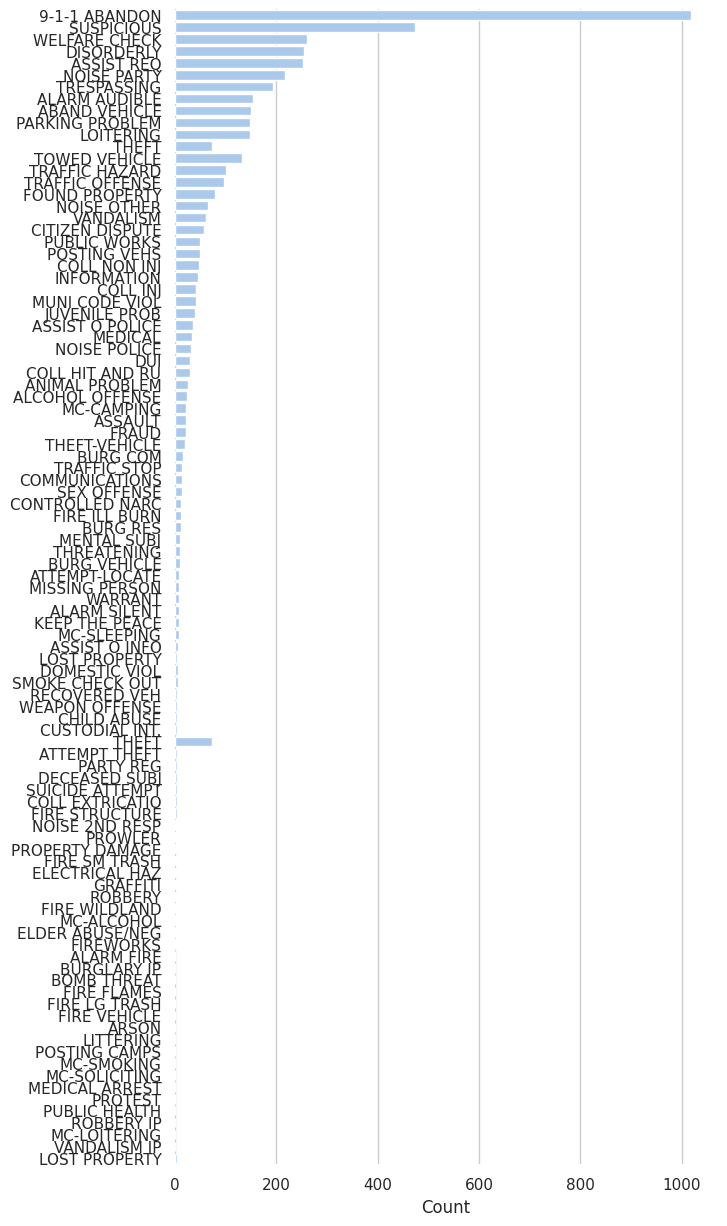 9-1-1 ABANDON
SUSPICIOUS
WELFARE CHECK
DISORDERLY
ASSIST REQ
NOISE PARTY
TRESPASSING
ALARM AUDIBLE
ABAND VEHICLE
PARKING PROBLEM
LOITERING
THEFT
TOWED VEHICLE
TRAFFIC HAZARD
TRAFFIC OFFENSE
FOUND PROPERTY
NOISE OTHER
VANDALISM
CITIZEN DISPUTE
PUBLIC WORKS
POSTING VEHS
COLL NON INJ
INFORMATION
COLL INJ
MUNI CODE VIOL
JUVENILE PROB
ASSIST O POLICE
MEDICAL
NOISE POLICE
DUI
COLL HIT AND RU
ANIMAL PROBLEM
ALCOHOL OFFENSE
MC-CAMPING
ASSAULT
FRAUD
THEFT-VEHICLE
BURG COM
TRAFFIC STOP
COMMUNICATIONS
SEX OFFENSE
CONTROLLED NARC
FIRE ILL BURN
BURG RES
MENTAL SUBJ
THREATENING
BURG VEHICLE
ATTEMPT-LOCATE
MISSING PERSON
WARRANT
ALARM SILENT
KEEP THE PEACE
MC-SLEEPING
ASSIST O INFO
LOST PROPERTY
DOMESTIC VIOL
SMOKE CHECK OUT
RECOVERED VEH
WEAPON OFFENSE
CHILD ABUSE
CUSTODIAL INT.
THEFT
ATTEMPT THEFT
PARTY REG
DECEASED SUBJ
SUICIDE ATTEMPT
COLL EXTRICATIO
FIRE STRUCTURE
NOISE 2ND RESP
PROWLER
PROPERTY DAMAGE
FIRE SM TRASH
ELECTRICAL HAZ
GRAFFITI
ROBBERY
FIRE WILDLAND
MC-ALCOHOL
ELDER ABUSE/NEG
FIREWORKS
ALARM FIRE
BURGLARY IP
BOMB THREAT
FIRE FLAMES
FIRE LG TRASH
FIRE VEHICLE
ARSON
LITTERING
POSTING CAMPS
MC-SMOKING
MC-SOLICITING
MEDICAL ARREST
PROTEST
PUBLIC HEALTH
ROBBERY IP
MC-LOITERING
VANDALISM IP
LOST PROPERTY
0 200 400 600 800 1000
Count